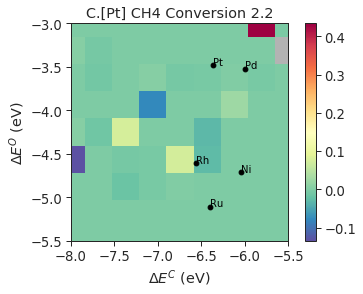 C.[Pt] CH4 Conversion 2.2
−3.0
−3.5
−4.0
−4.5
−5.0
−5.5
ΔE^O (eV)
Pt
Pd
Rh
Ni
Ru
−8.0 −7.5 −7.0 −6.5 −6.0 −5.5
ΔE^C (eV)
0.4
0.3
0.2
0.1
0.0
−0.1